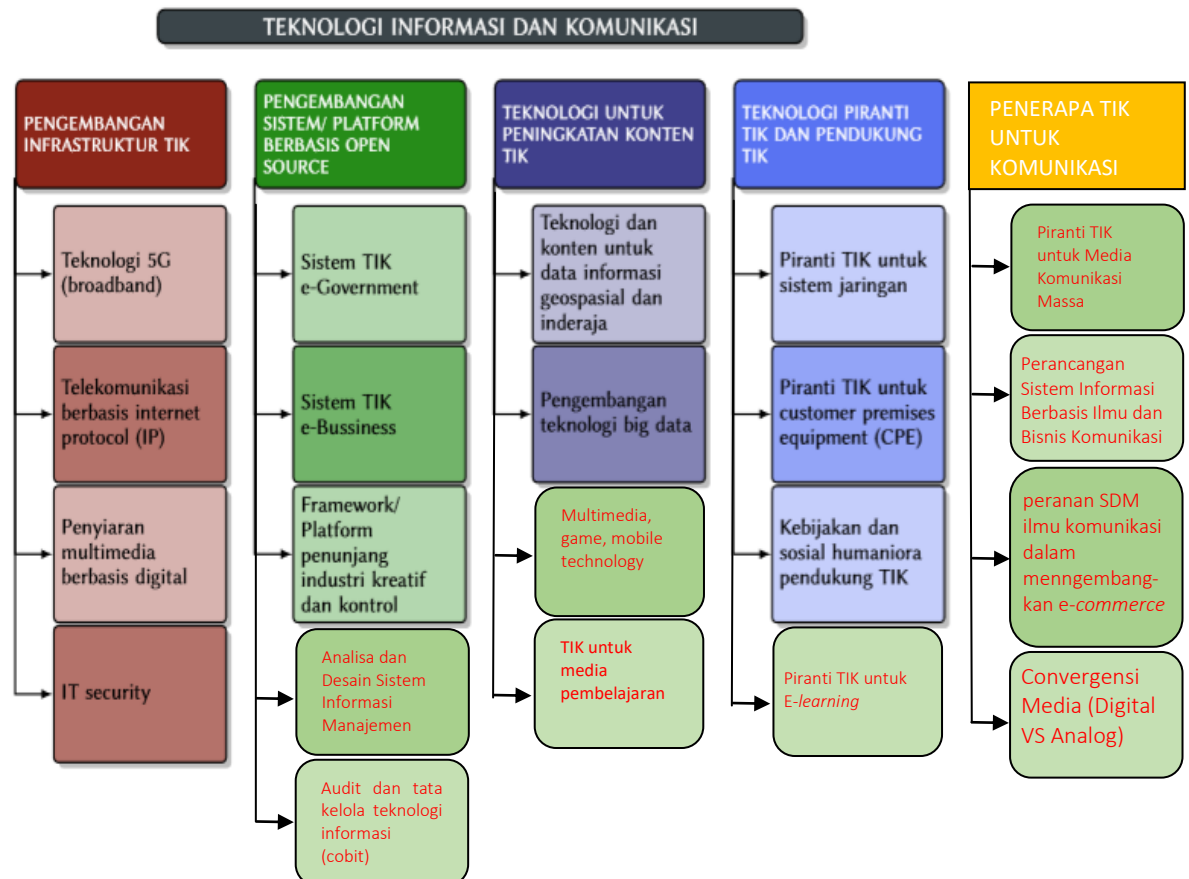 TEKNOLOGI INFORMASI DAN KOMUNIKASI
PENGEMBANGAN
INFRASTRUKTUR TIK
Teknologi 5G
(broadband)
Telekomunikasi
berbasis internet
protocol (IP)
Penyiaran
multimedia
berbasis digital
IT security
PENGEMBANGAN
SISTEM/ PLATFORM
BERBASIS OPEN
SOURCE
Sistem TIK
e-Government
Sistem TIK
e-Bussiness
Framework/
Platform
penunjang
industri kreatif
dan kontrol
Analisa dan
Desain Sistem
Informasi
Manajemen
Audit dan tata
kelola teknologi
informasi
(cobit)
TEKNOLOGI UNTUK
PENINGKATAN KONTEN
TIK
Teknologi dan
konten untuk
data informasi
geospasial dan
inderaja
Pengembangan
teknologi big data
Multimedia,
game, mobile
technology
TIK untuk
media
pembelajaran
TEKNOLOGI PIRANTI
TIK DAN PENDUKUNG
TIK
Piranti TIK untuk
sistem jaringan
Piranti TIK untuk
customer premises
equipment (CPE)
Kebijakan dan
sosial humaniora
pendukung TIK
Piranti TIK untuk
E-learning
PENERAPA TIK
UNTUK
KOMUNIKASI
Piranti TIK
untuk Media
Komunikasi
Massa
Perancangan
Sistem Informasi
Berbasis Ilmu dan
Bisnis Komunikasi
peranan SDM
ilmu komunikasi
dalam
menngembang-
kan e-commerce
Convergensi
Media (Digital
VS Analog)